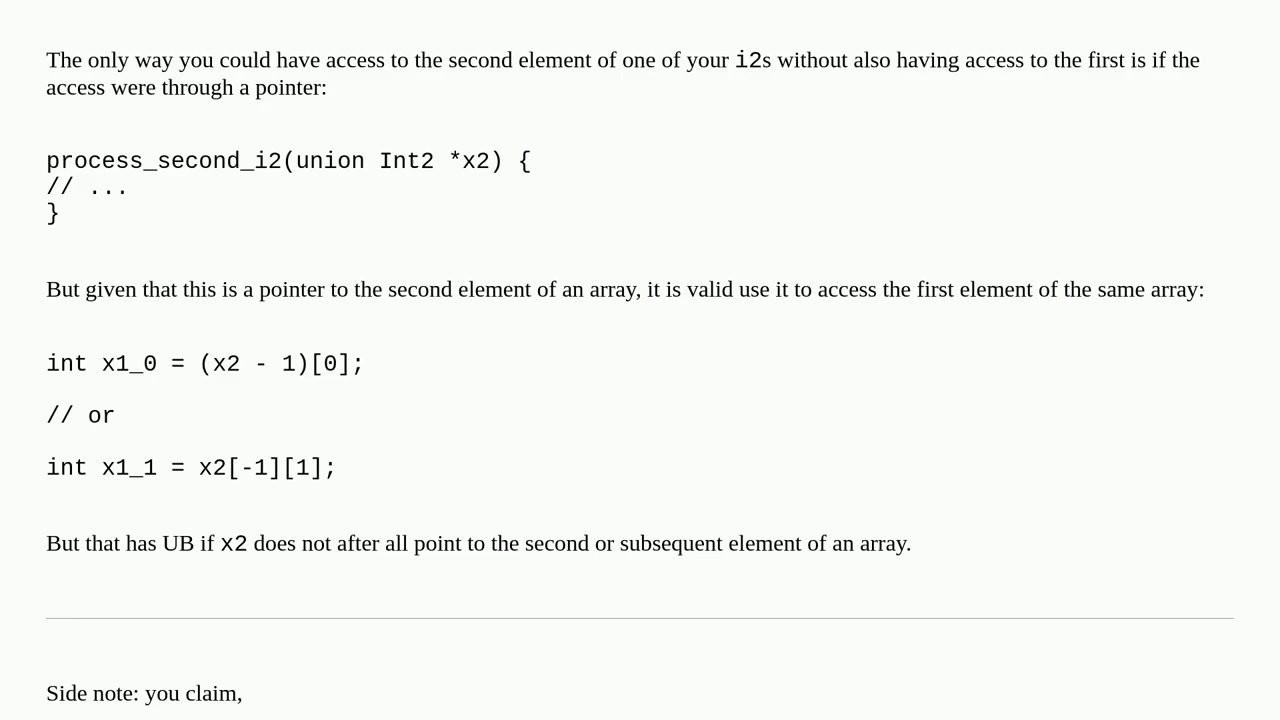 The only way you could have access to the second element of one of your i2s without also having access to the first is if the
access were through a pointer:
process_second_i2(union Int2 *x2) {
// ...
}
But given that this is a pointer to the second element of an array, it is valid use it to access the first element of the same array:
int x1_0 = (x2 - 1)[0];
// or
int x1_1 = x2[-1][1];
But that has UB if x2 does not after all point to the second or subsequent element of an array.
Side note: you claim,